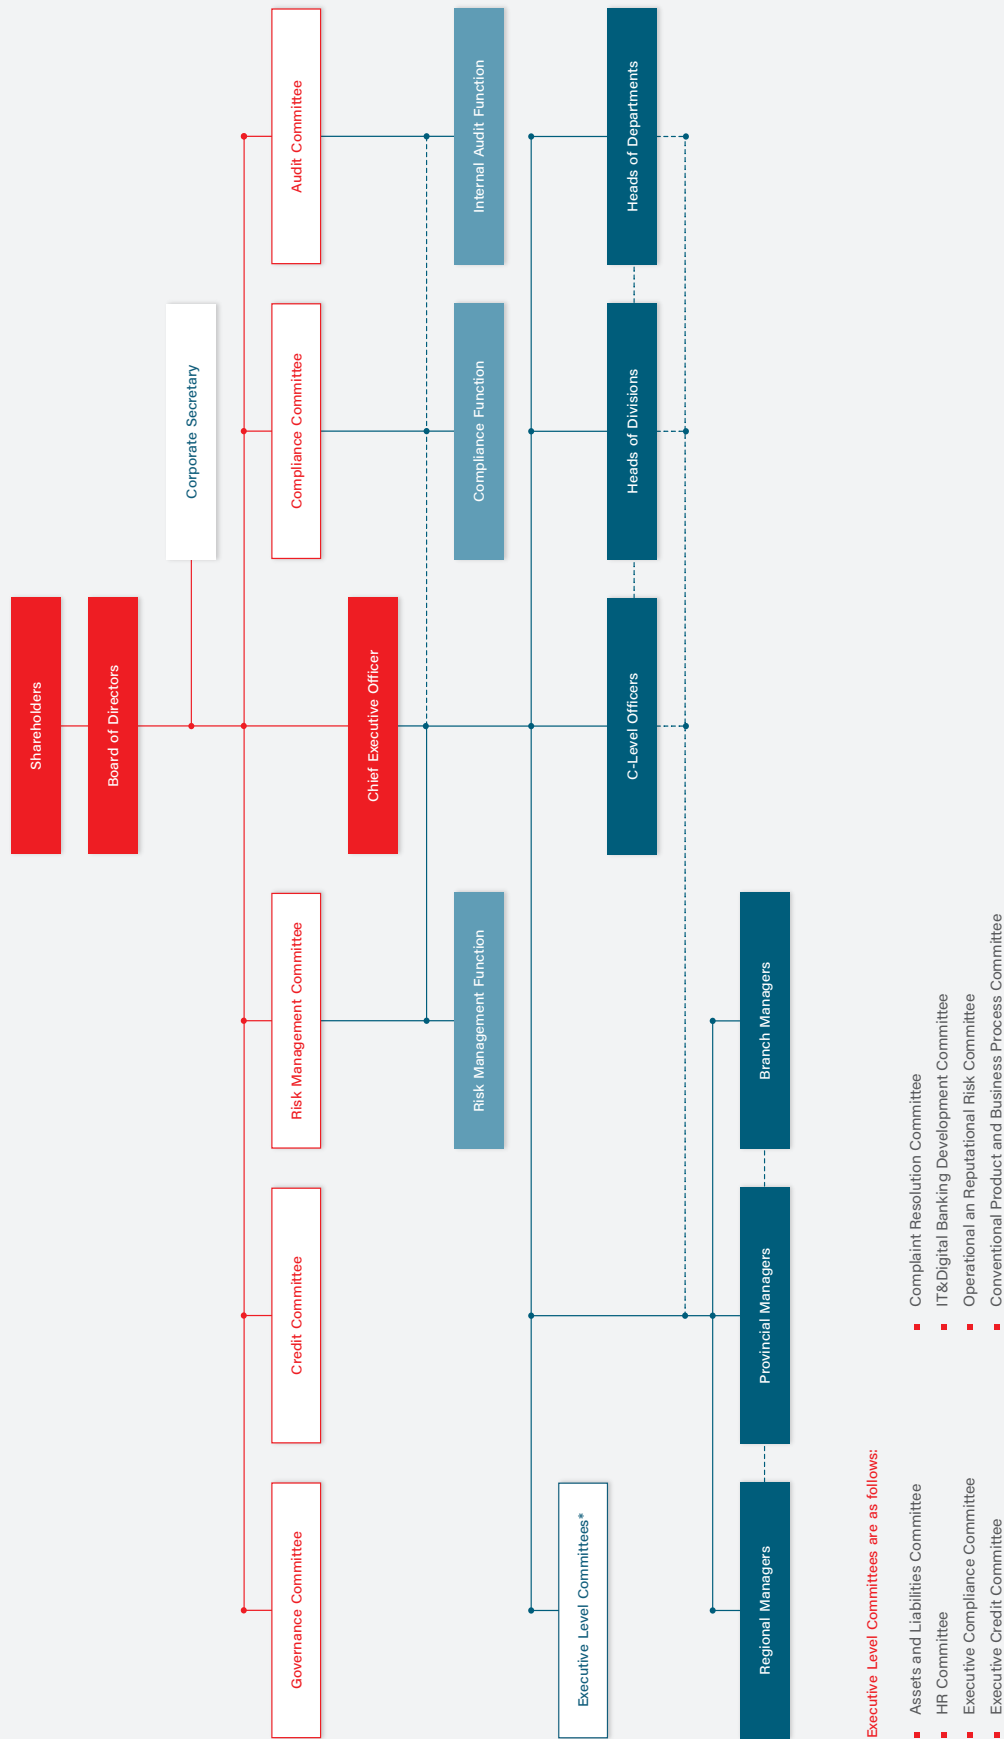 Shareholders
Board of Directors
Corporate Secretary
Governance Committee
Credit Committee
Risk Management Committee
Compliance Committee
Audit Committee
Chief Executive Officer
Risk Management Function
Compliance Function
Internal Audit Function
Executive Level Committees*
C-Level Officers
Heads of Divisions
Heads of Departments
Regional Managers
Provincial Managers
Branch Managers
Executive Level Committees are as follows:
Assets and Liabilities Committee
HR Committee
Executive Compliance Committee
Executive Credit Committee
Complaint Resolution Committee
IT&Digital Banking Development Committee
Operational an Reputational Risk Committee
Conventional Product and Business Process Committee